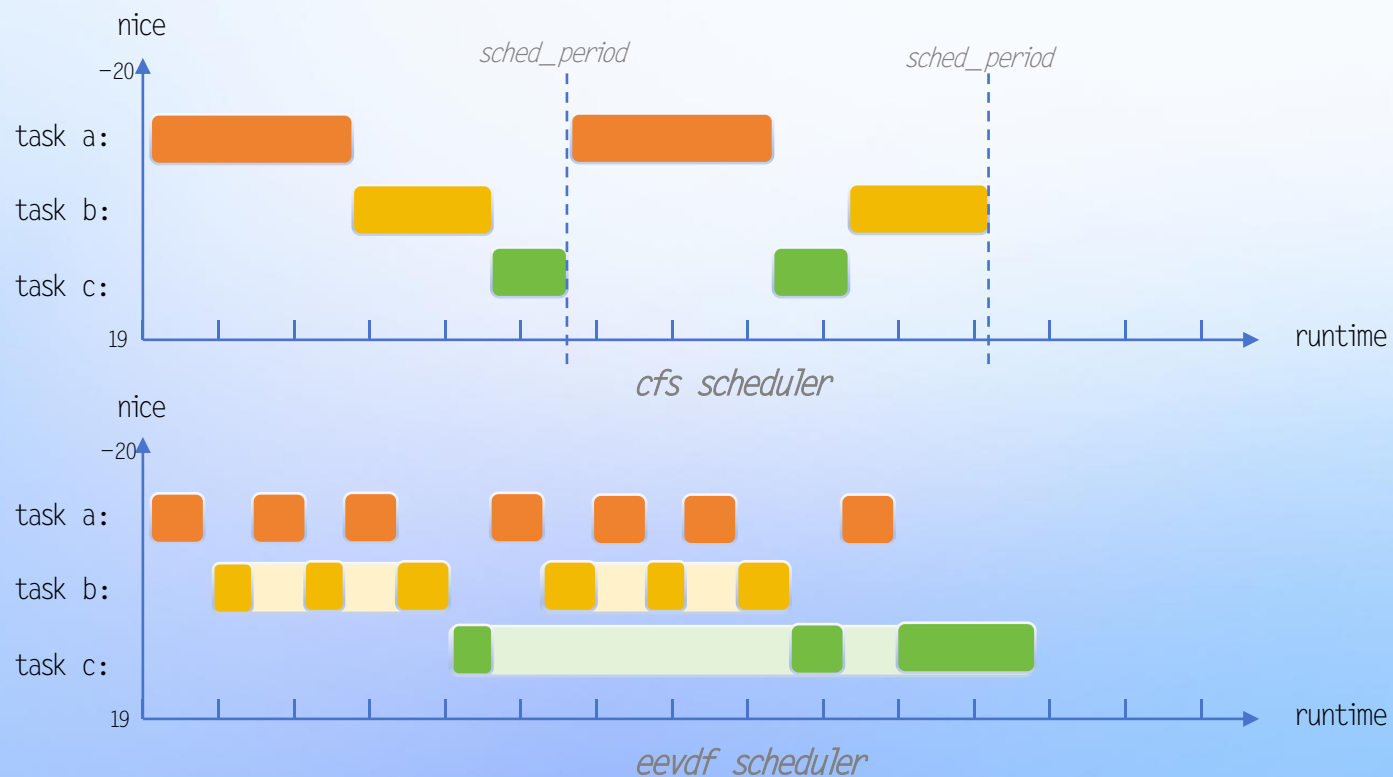 nice
sched_period
sched_period
-20
task a:
task b:
task c:
19
runtime
cfs scheduler
nice
-20
task a:
task b:
task c:
19
runtime
eevdf scheduler